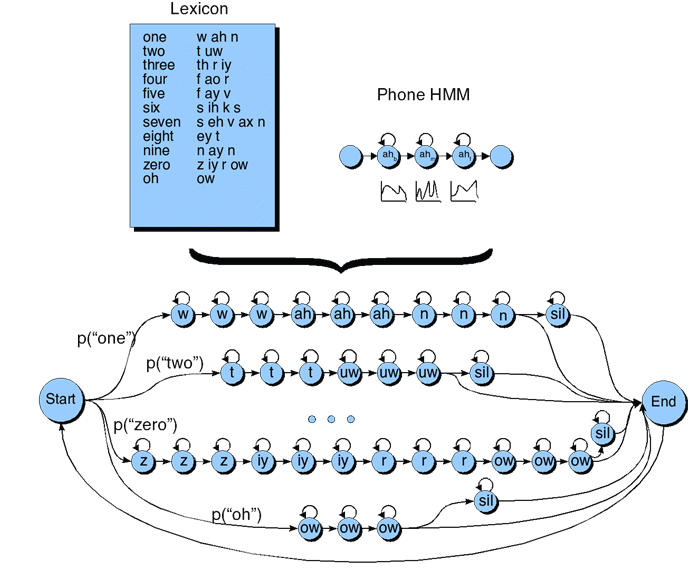 Lexicon
one w ah n
two t uw
three th r iy
four f ao r
five f ay v
six s ih k s
seven s eh v ax n
eight ey t
nine n ay n
zero z iy r ow
oh ow
Phone HMM
ah b ah m ah f
w w w ah ah ah n n n sil
p("one")
p("two")
t t t uw uw uw sil
Start
End
p("zero")
sil
z z z iy iy iy r r r ow ow ow
sil
p("oh")
ow ow ow